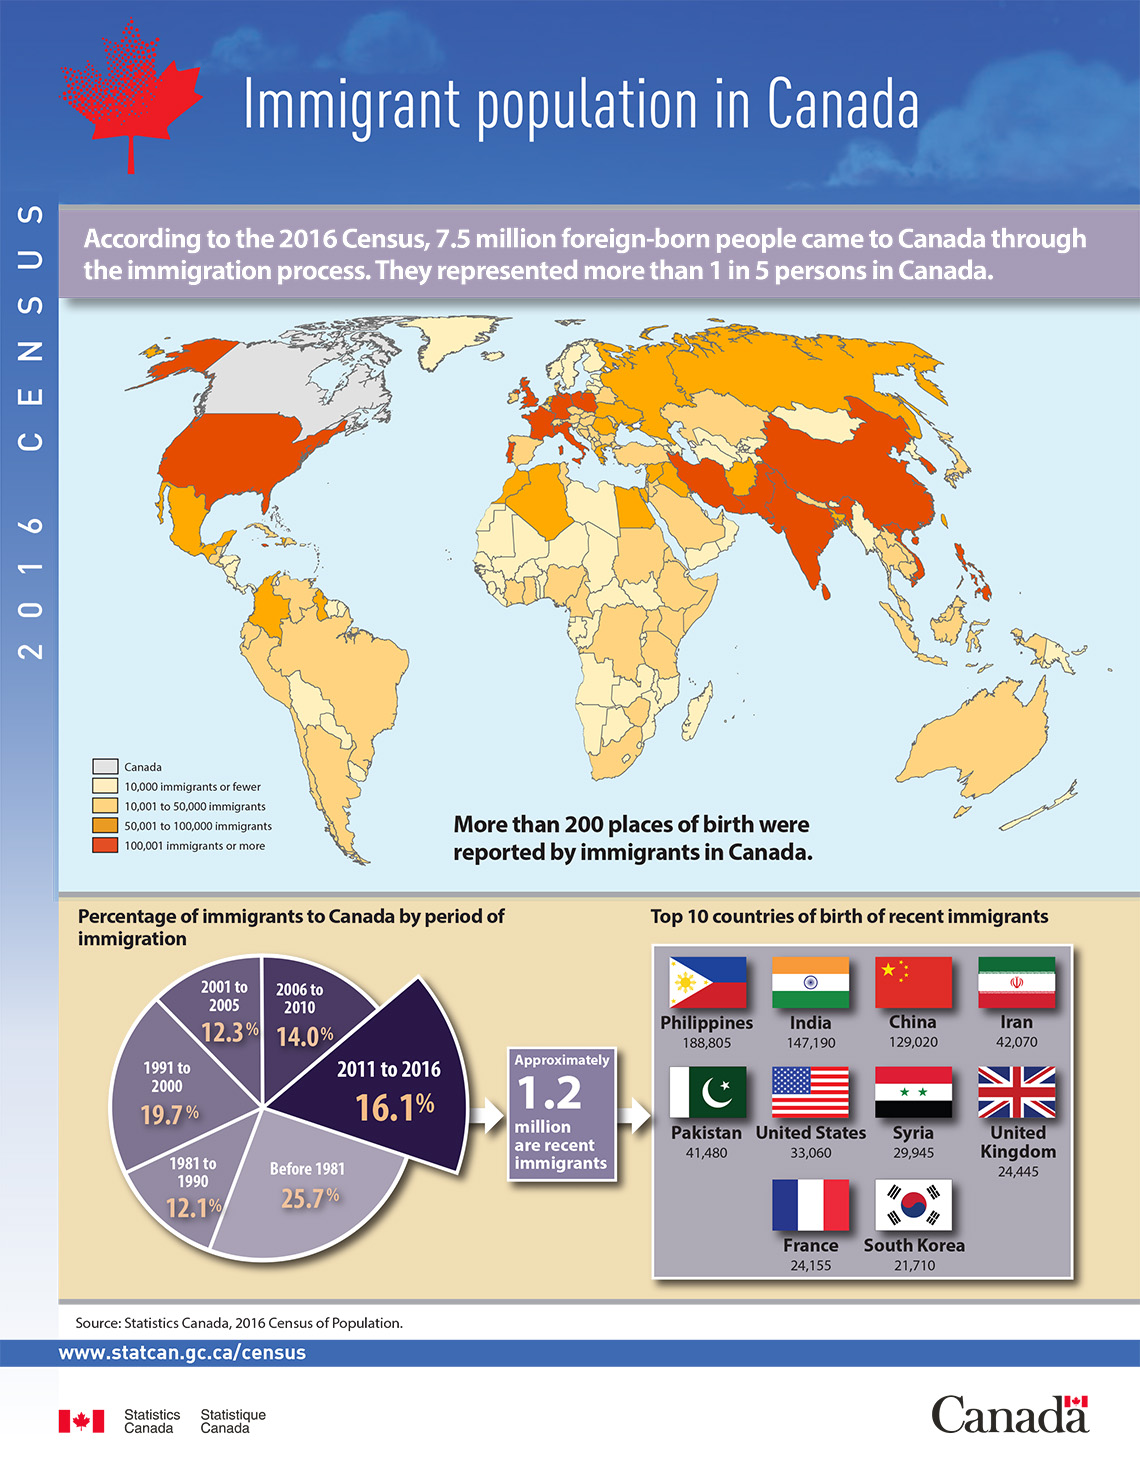 Immigrant population in Canada
2016 CENSUS
According to the 2016 Census, 7.5 million foreign-born people came to Canada through
the immigration process. They represented more than 1 in 5 persons in Canada.
Canada
10,000 immigrants or fewer
10,001 to 50,000 immigrants
50,001 to 100,000 immigrants
100,001 immigrants or more
More than 200 places of birth were
reported by immigrants in Canada.
Percentage of immigrants to Canada by period of
immigration
2001 to
2005
12.3%
2006 to
2010
14.0%
2011 to 2016
16.1%
1991 to
2000
19.7%
1981 to
1990
12.1%
Before 1981
25.7%
Approximately
1.2
million
are recent
immigrants
Top 10 countries of birth of recent immigrants
Philippines
188,805
India
147,190
China
129,020
Iran
42,070
Pakistan
41,480
United States
33,060
Syria
29,945
United
Kingdom
24,445
France
24,155
South Korea
21,710
Source: Statistics Canada, 2016 Census of Population.
www.statcan.gc.ca/census
Statistics
Canada
Statistique
Canada
Canada